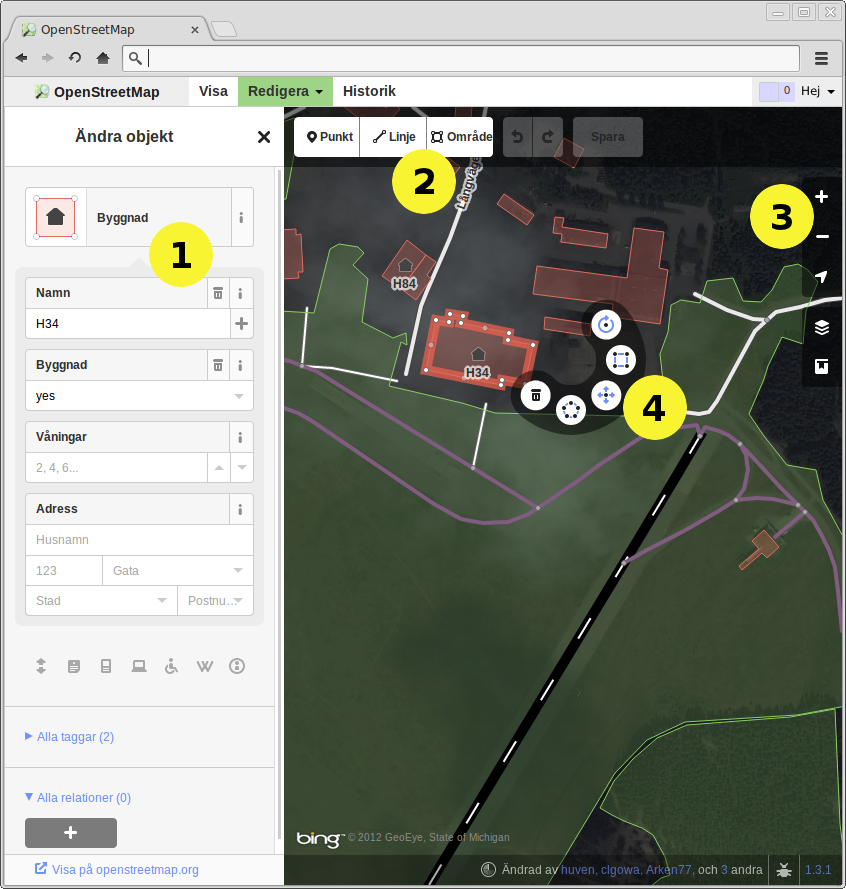 OpenStreetMap
OpenStreetMap
Visa
Redigera
Historik
0
Hej
Ändra objekt
Punkt
Linje
Område
Spara
Byggnad
1
2
3
4
Namn
H34
Byggnad
yes
Våningar
2, 4, 6...
Adress
Husnamn
123
Gata
Stad
Postnu...
Alla taggar (2)
Alla relationer (0)
Visa på openstreetmap.org
H84
H34
bing
© 2012 GeoEye, State of Michigan
Ändrad av huven, clgowa, Arken77, och 3 andra
1.3.1